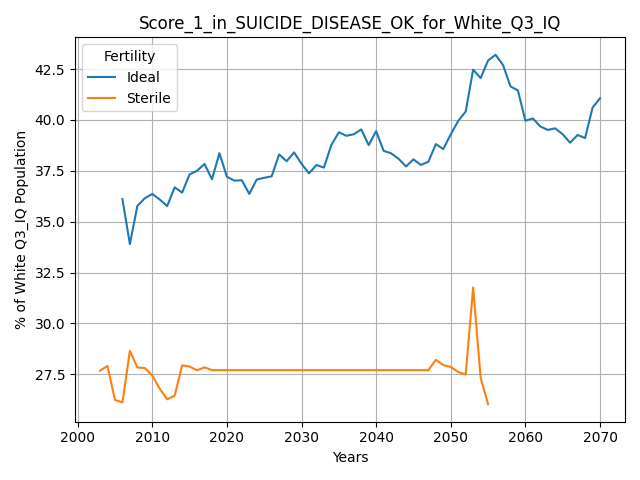 Score_1_in_SUICIDE_DISEASE_OK_for_White_Q3_IQ
Fertility
Ideal
Sterile
% of White Q3_IQ Population
42.5
40.0
37.5
35.0
32.5
30.0
27.5
2000 2010 2020 2030 2040 2050 2060 2070
Years